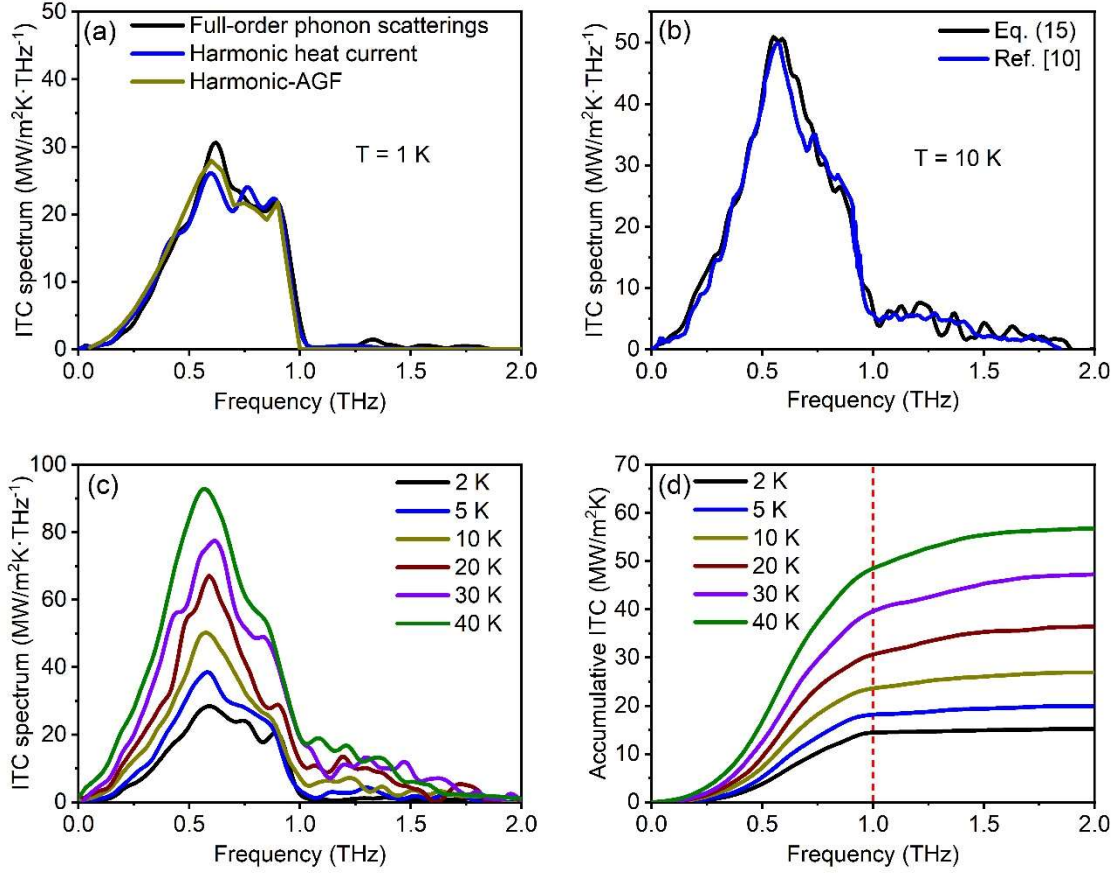 (a)
Full-order phonon scatterings
Harmonic heat current
Harmonic-AGF
T = 1 K
ITC spectrum (MW/m²K·THz⁻¹)
50
40
30
20
10
0
0.0 0.5 1.0 1.5 2.0
Frequency (THz)
(b)
Eq. (15)
Ref. [10]
T = 10 K
ITC spectrum (MW/m²K·THz⁻¹)
50
40
30
20
10
0
0.0 0.5 1.0 1.5 2.0
Frequency (THz)
(c)
2 K
5 K
10 K
20 K
30 K
40 K
ITC spectrum (MW/m²K·THz⁻¹)
100
80
60
40
20
0
0.0 0.5 1.0 1.5 2.0
Frequency (THz)
(d)
2 K
5 K
10 K
20 K
30 K
40 K
Accumulative ITC (MW/m²K)
70
60
50
40
30
20
10
0
0.0 0.5 1.0 1.5 2.0
Frequency (THz)